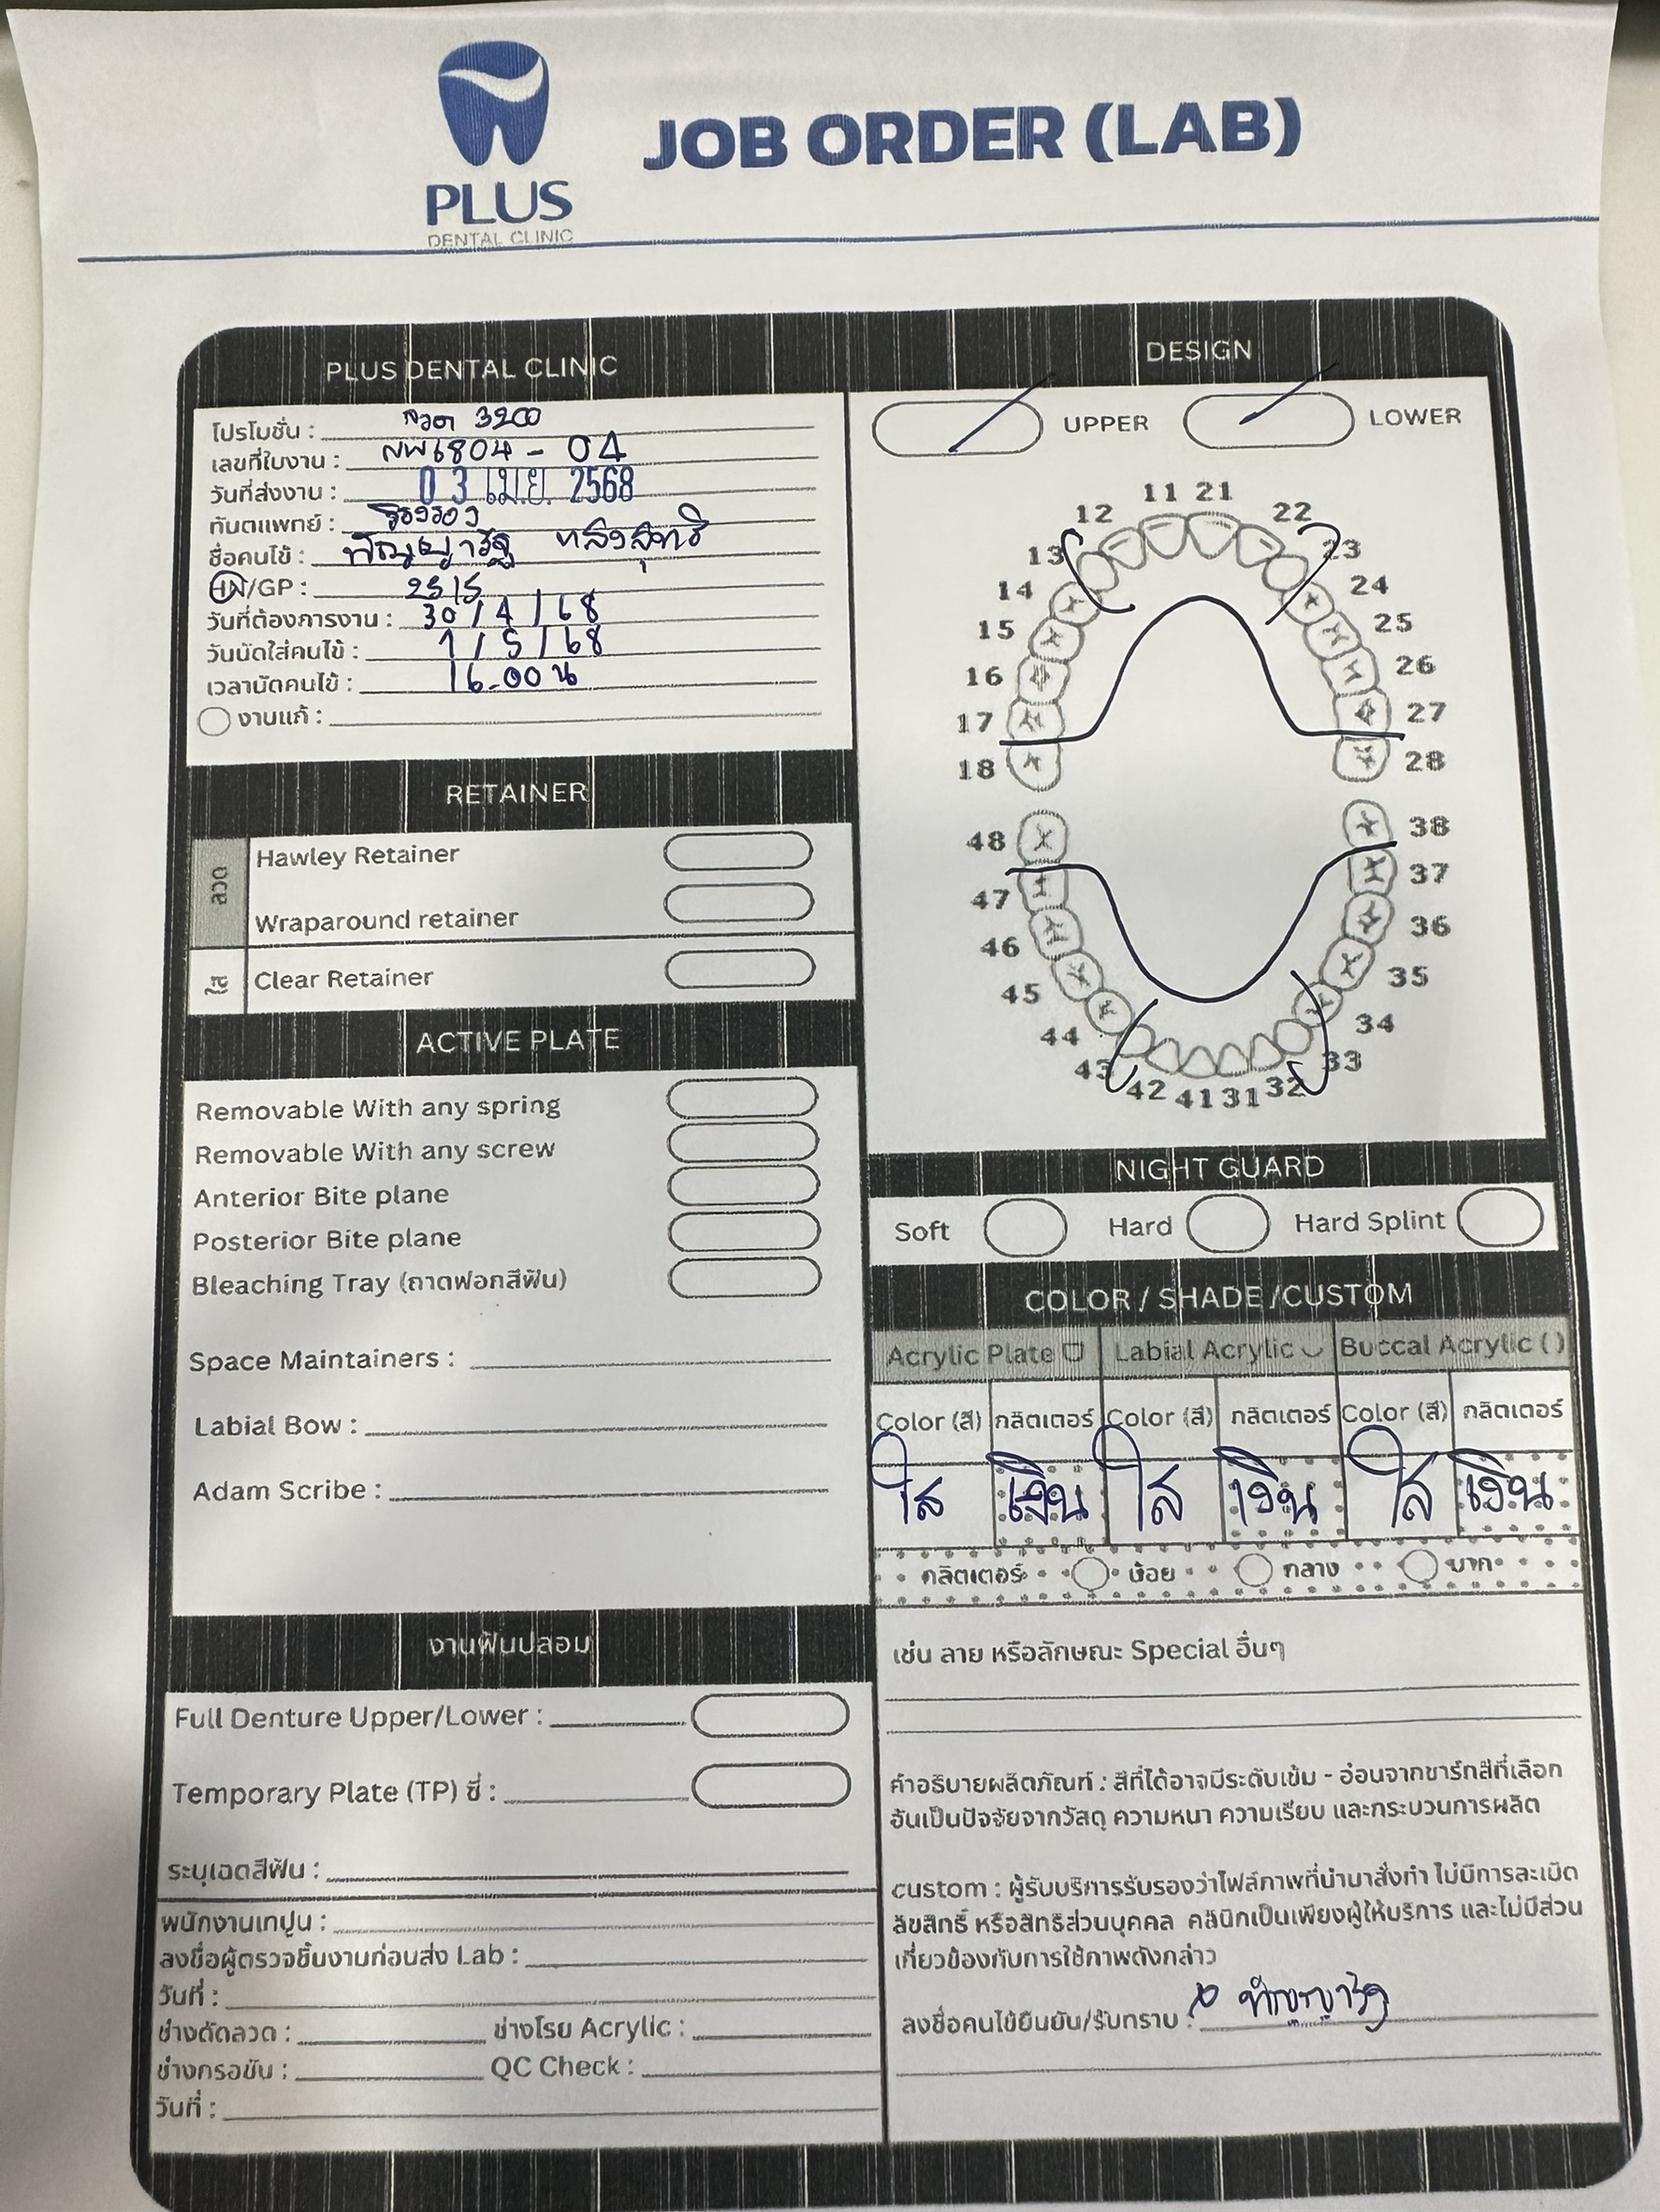 PLUS
DENTAL CLINIC
JOB ORDER (LAB)
PLUS DENTAL CLINIC
โปรโมชั่น : ลวด 3200
เลขที่ใบงาน : นพ6804 - 04
วันที่ส่งงาน : 03 เม.ย. 2568
ทันตแพทย์ :
ชื่อคนไข้ :
HN/GP : 2515
วันที่ต้องการงาน : 30 / 4 / 68
วันนัดใส่คนไข้ : 1 / 5 / 68
เวลานัดคนไข้ : 16.00 น
งานแก้ :
RETAINER
ลวด
Hawley Retainer
Wraparound retainer
ใส
Clear Retainer
ACTIVE PLATE
Removable With any spring
Removable With any screw
Anterior Bite plane
Posterior Bite plane
Bleaching Tray (ถาดฟอกสีฟัน)
Space Maintainers :
Labial Bow :
Adam Scribe :
งานฟันปลอม
Full Denture Upper/Lower :
Temporary Plate (TP) ซี่ :
ระบุเฉดสีฟัน :
พนักงานเทปูน :
ลงชื่อผู้ตรวจชิ้นงานก่อนส่ง Lab :
วันที่ :
ช่างดัดลวด : ช่างโรย Acrylic :
ช่างกรอขัน : QC Check :
วันที่ :
DESIGN
UPPER LOWER
11 21
12 22
13 23
14 24
15 25
16 26
17 27
18 28
48 38
47 37
46 36
45 35
44 34
43 33
42 41 31 32
NIGHT GUARD
Soft Hard Hard Splint
COLOR / SHADE /CUSTOM
Acrylic Plate Labial Acrylic Buccal Acrylic ( )
Color (สี) กลิตเตอร์ Color (สี) กลิตเตอร์ Color (สี) กลิตเตอร์
ใส เงิน ใส เงิน ใส เงิน
กลิตเตอร์ น้อย กลาง มาก
เช่น ลาย หรือลักษณะ Special อื่นๆ
คำอธิบายผลิตภัณฑ์ : สีที่ได้อาจมีระดับเข้ม - อ่อนจากชาร์ทสีที่เลือก
อันเป็นปัจจัยจากวัสดุ ความหนา ความเรียบ และกระบวนการผลิต
custom : ผู้รับบริการรับรองว่าไฟล์ภาพที่นำมาสั่งทำ ไม่มีการละเมิด
ลิขสิทธิ์ หรือสิทธิส่วนบุคคล คลินิกเป็นเพียงผู้ให้บริการ และไม่มีส่วน
เกี่ยวข้องกับการใช้ภาพดังกล่าว
ลงชื่อคนไข้ยืนยัน/รับทราบ :